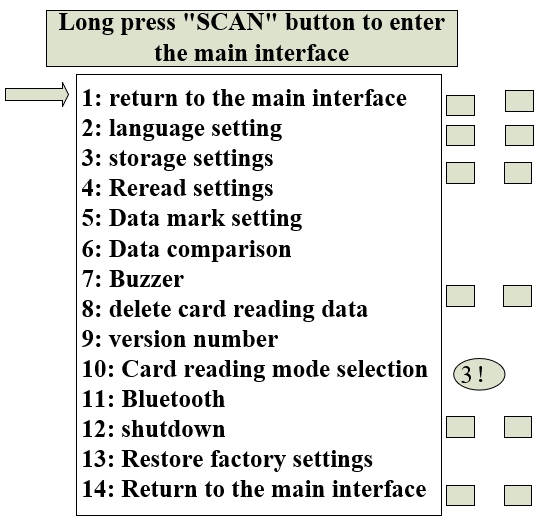 Long press "SCAN" button to enter
the main interface
1: return to the main interface
2: language setting
3: storage settings
4: Reread settings
5: Data mark setting
6: Data comparison
7: Buzzer
8: delete card reading data
9: version number
10: Card reading mode selection
3!
11: Bluetooth
12: shutdown
13: Restore factory settings
14: Return to the main interface